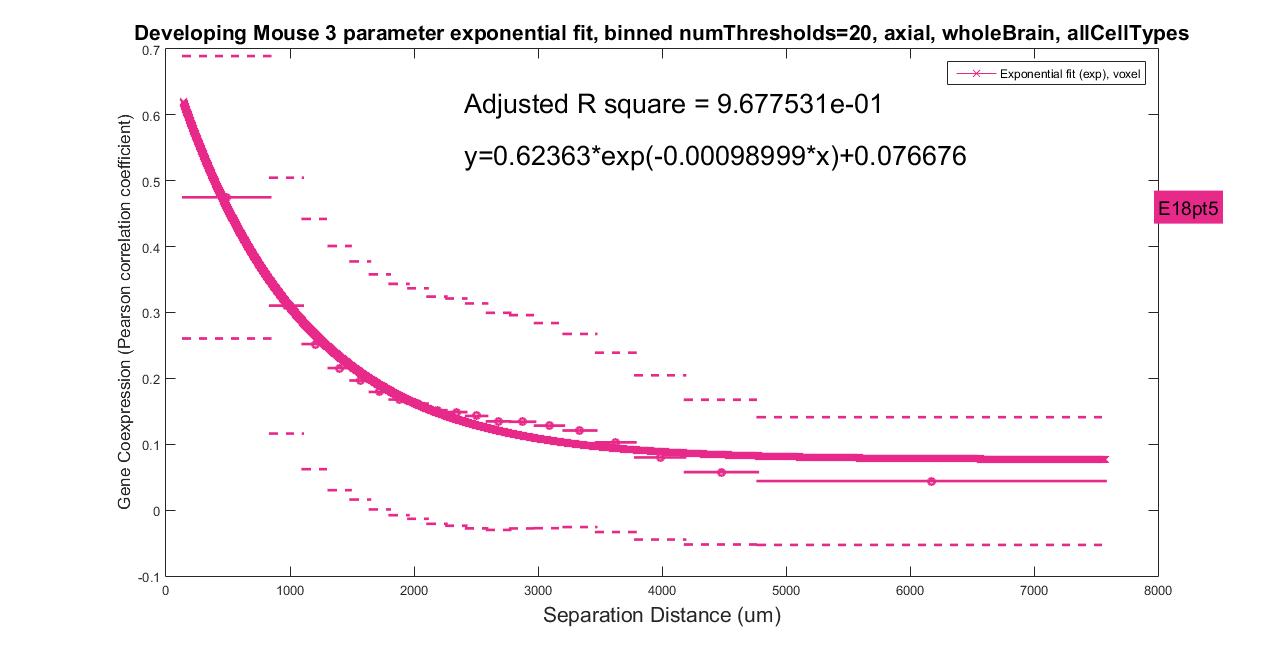 Developing Mouse 3 parameter exponential fit, binned numThresholds=20, axial, wholeBrain, allCellTypes
Exponential fit (exp), voxel
Adjusted R square = 9.677531e-01
y=0.62363*exp(-0.00098999*x)+0.076676
E18pt5
Gene Coexpression (Pearson correlation coefficient)
0.7
0.6
0.5
0.4
0.3
0.2
0.1
0
-0.1
0 1000 2000 3000 4000 5000 6000 7000 8000
Separation Distance (um)